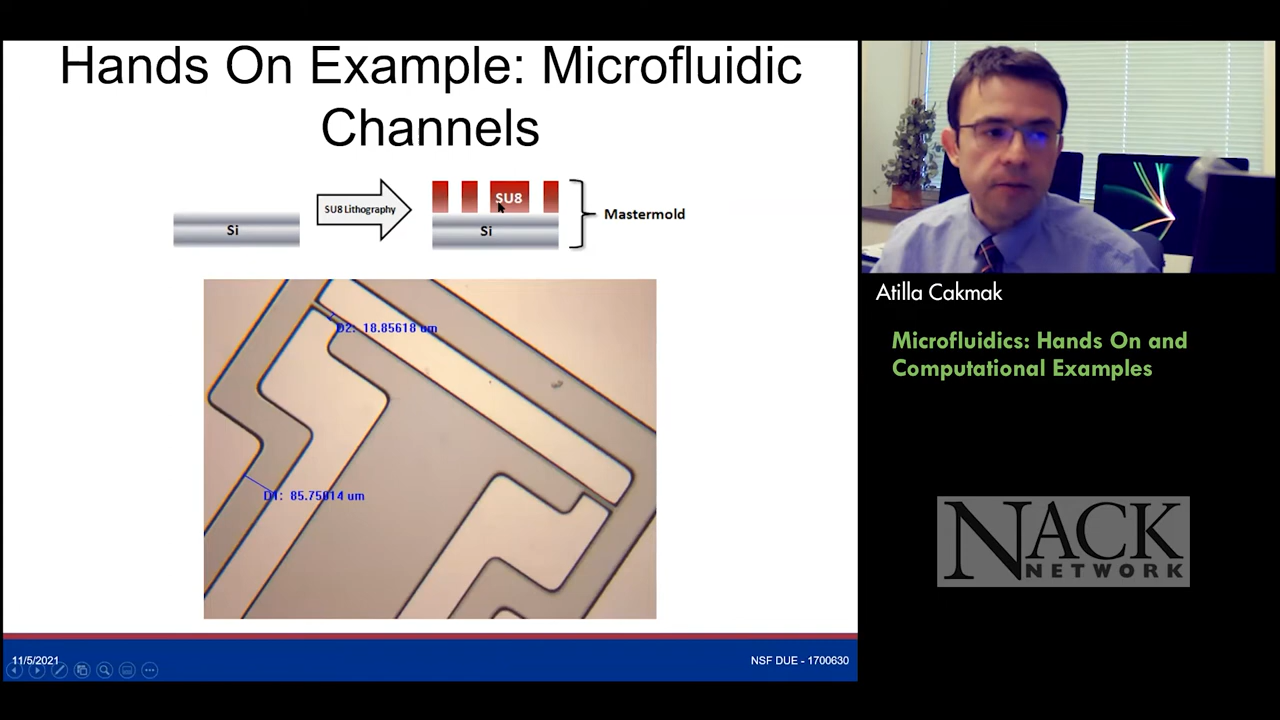 Hands On Example: Microfluidic
Channels
SU8 Lithography
SU8
Si
Si
Mastermold
D2: 18.85618 um
D1: 85.75014 um
11/5/2021
NSF DUE - 1700630
Atilla Cakmak
Microfluidics: Hands On and
Computational Examples
NACK
NETWORK